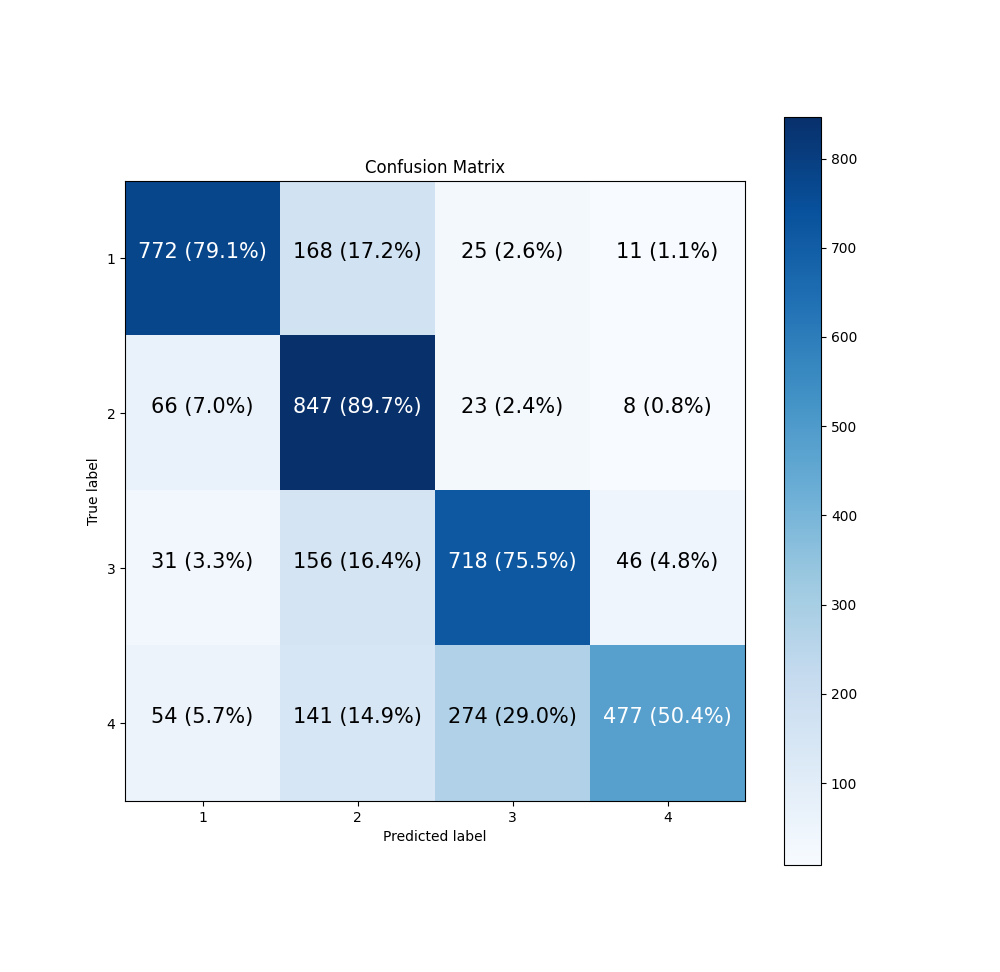 Confusion Matrix
772 (79.1%) 168 (17.2%) 25 (2.6%) 11 (1.1%)
66 (7.0%) 847 (89.7%) 23 (2.4%) 8 (0.8%)
31 (3.3%) 156 (16.4%) 718 (75.5%) 46 (4.8%)
54 (5.7%) 141 (14.9%) 274 (29.0%) 477 (50.4%)
1
2
3
4
True label
1 2 3 4
Predicted label
800
700
600
500
400
300
200
100